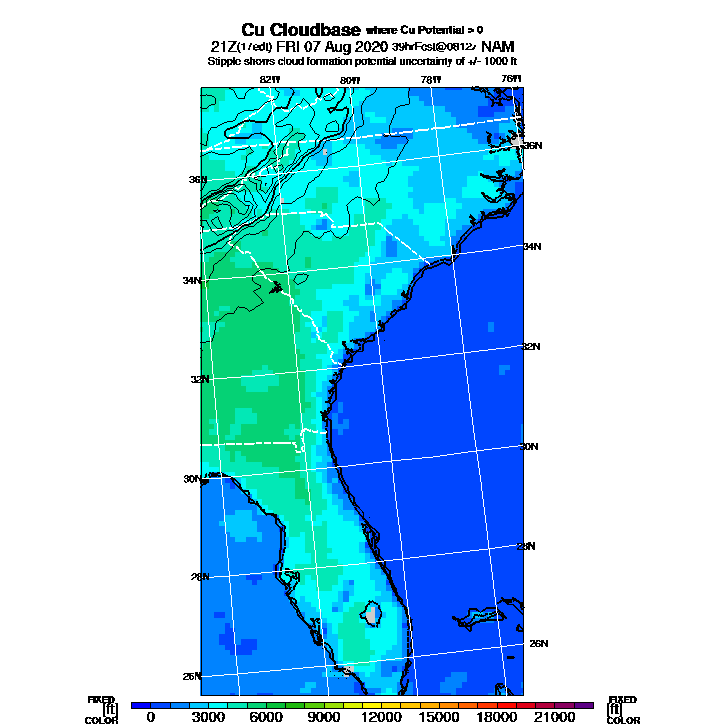 Cu Cloudbase where Cu Potential > 0
21Z(17edt) FRI 07 Aug 2020 39hrFcst@0812z NAM
Stipple shows cloud formation potential uncertainty of +/- 1000 ft
82W 80W 78W 76W
36N
36N
34N
34N
32N
32N
30N
30N
28N
28N
26N
26N
FIXED FIXED
[ft] [ft]
COLOR COLOR
0 3000 6000 9000 12000 15000 18000 21000